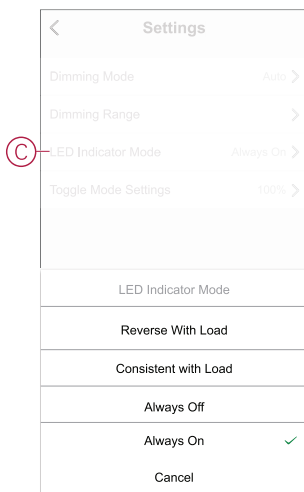 Settings
Dimming Mode Auto
Dimming Range
C LED Indicator Mode Always On
Toggle Mode Settings 100%
LED Indicator Mode
Reverse With Load
Consistent with Load
Always Off
Always On
Cancel